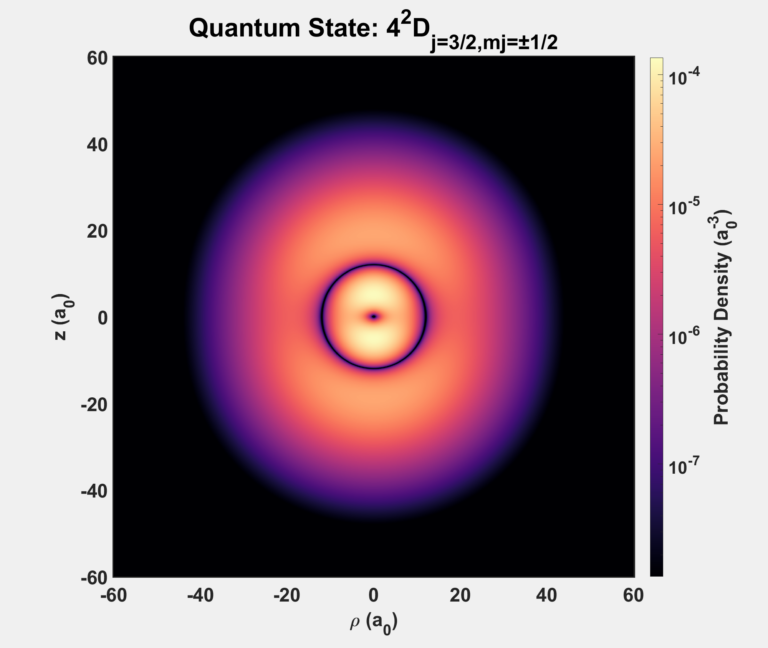 Quantum State: 4²D_{j=3/2,mj=±1/2}
60
40
20
0
-20
-40
-60
z (a₀)
-60 -40 -20 0 20 40 60
ρ (a₀)
10⁻⁴
10⁻⁵
10⁻⁶
10⁻⁷
Probability Density (a₀⁻³)